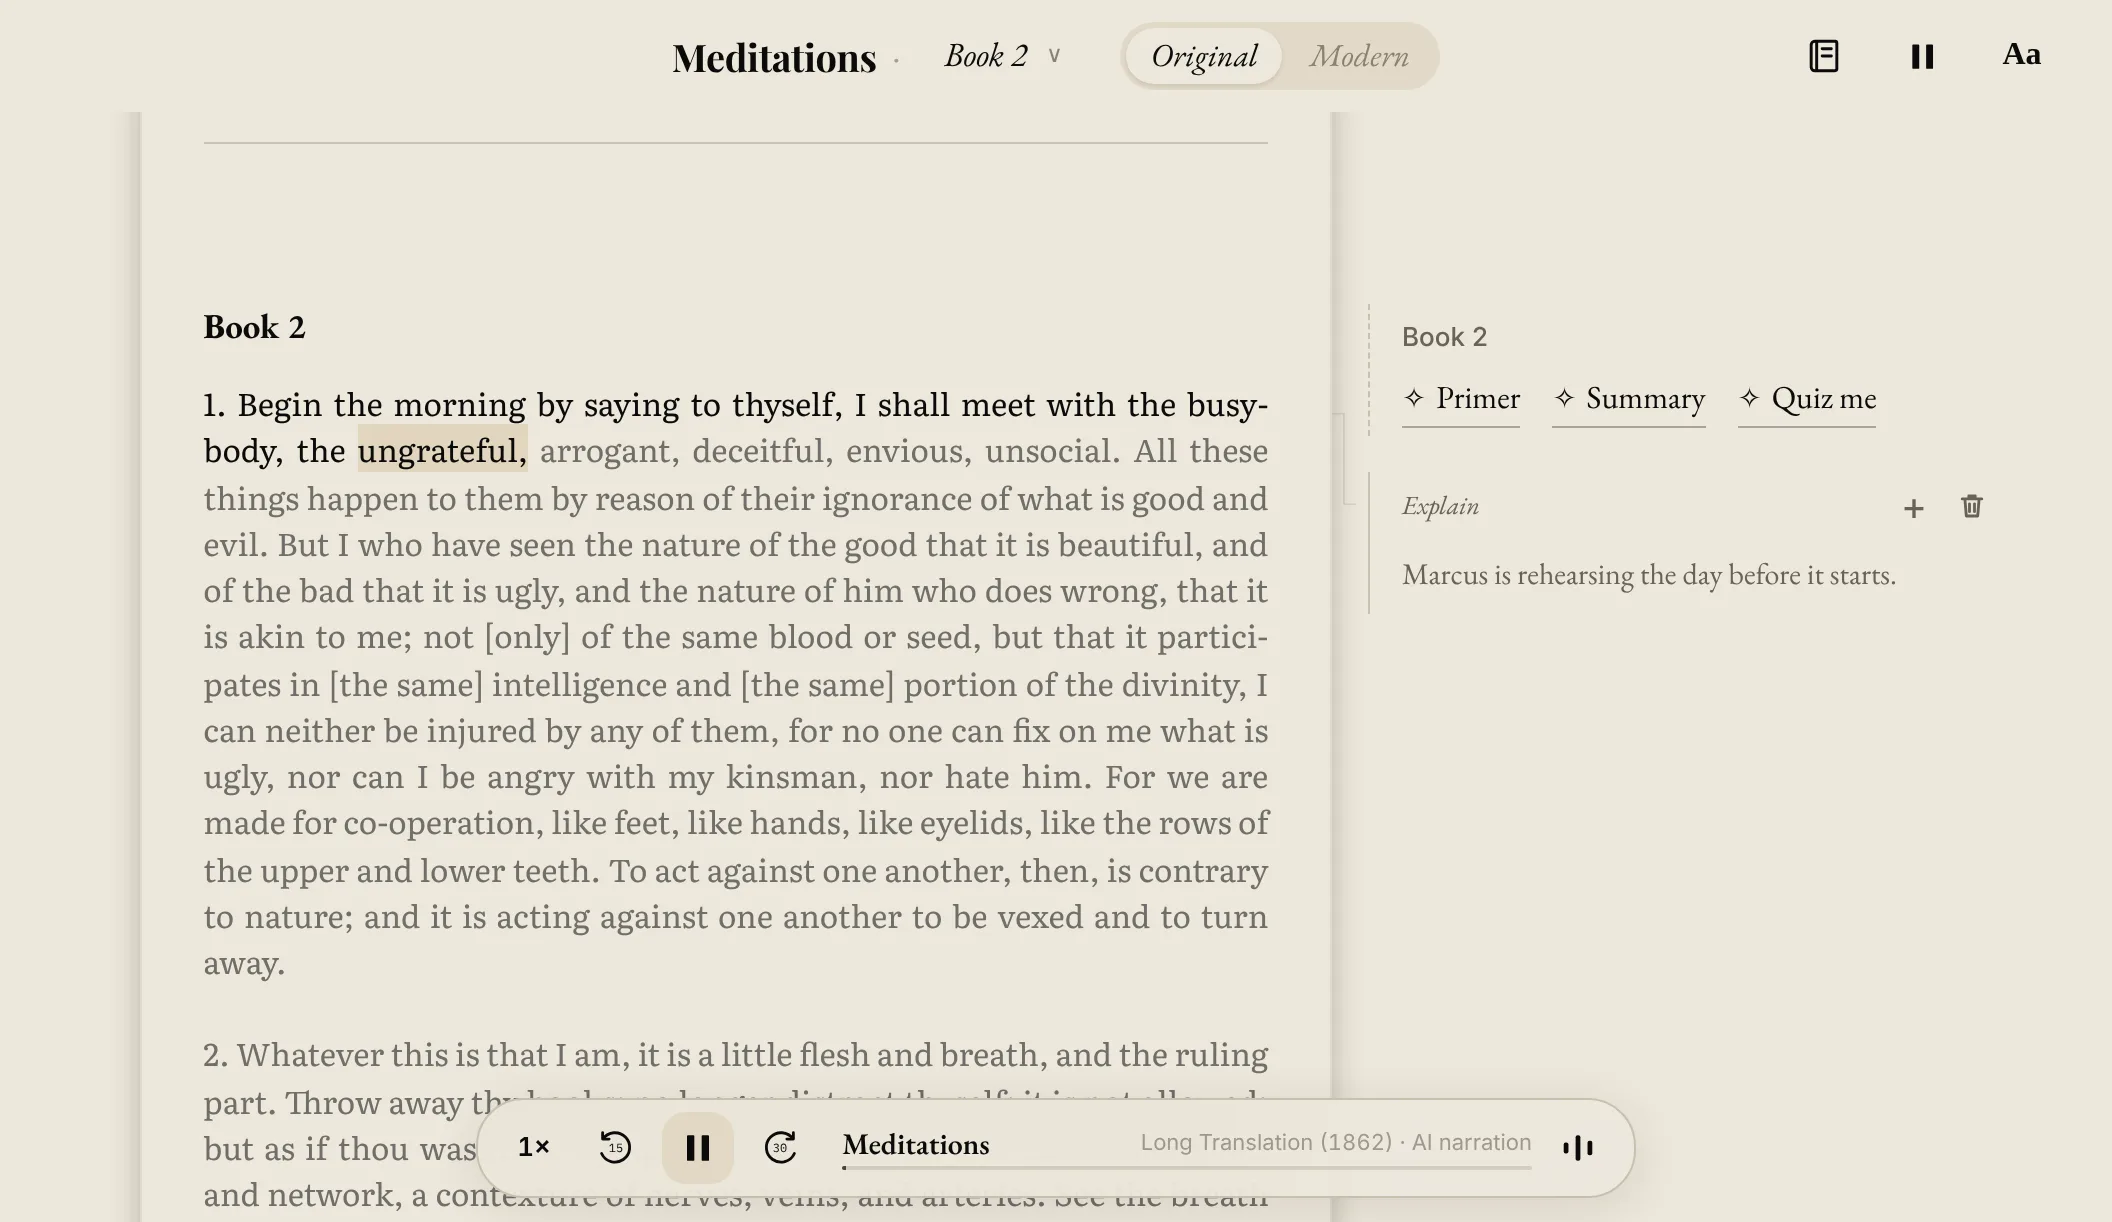 Meditations · Book 2 ∨ Original Modern Aa
Book 2
1. Begin the morning by saying to thyself, I shall meet with the busy-
body, the ungrateful, arrogant, deceitful, envious, unsocial. All these
things happen to them by reason of their ignorance of what is good and
evil. But I who have seen the nature of the good that it is beautiful, and
of the bad that it is ugly, and the nature of him who does wrong, that it
is akin to me; not [only] of the same blood or seed, but that it partici-
pates in [the same] intelligence and [the same] portion of the divinity, I
can neither be injured by any of them, for no one can fix on me what is
ugly, nor can I be angry with my kinsman, nor hate him. For we are
made for co-operation, like feet, like hands, like eyelids, like the rows of
the upper and lower teeth. To act against one another, then, is contrary
to nature; and it is acting against one another to be vexed and to turn
away.
2. Whatever this is that I am, it is a little flesh and breath, and the ruling
part. Throw away
but as if thou was
and network, a contexture of nerves, veins, and arteries. See the breath
Book 2
Primer Summary Quiz me
Explain
Marcus is rehearsing the day before it starts.
1× 15 30 Meditations Long Translation (1862) · AI narration